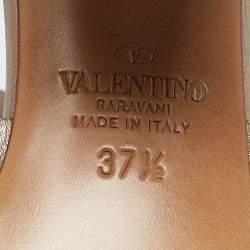 V
VALENTINO
GARAVANI
MADE IN ITALY
37½